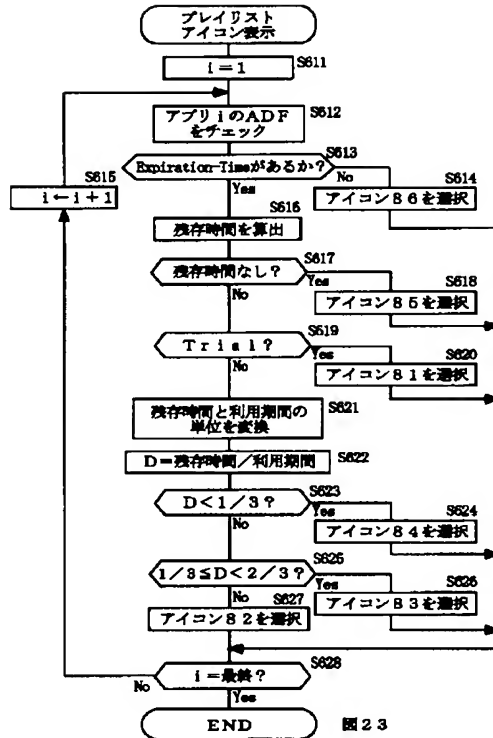 プレイリスト
アイコン表示
S611
i=1
S612
アプリiのADF
をチェック
S613
Expiration-Timeがあるか?
No
S614
アイコン86を選択
S615
i←i+1
Yes
S616
残存時間を算出
S617
残存時間なし?
Yes
S618
アイコン85を選択
No
S619
Trial?
Yes
S620
アイコン81を選択
No
S621
残存時間と利用期間の
単位を変換
S622
D=残存時間/利用期間
S623
D<1/3?
Yes
S624
アイコン84を選択
No
S625
1/3≦D<2/3?
Yes
S626
アイコン83を選択
No
S627
アイコン82を選択
S628
i=最終?
No
Yes
END
図23